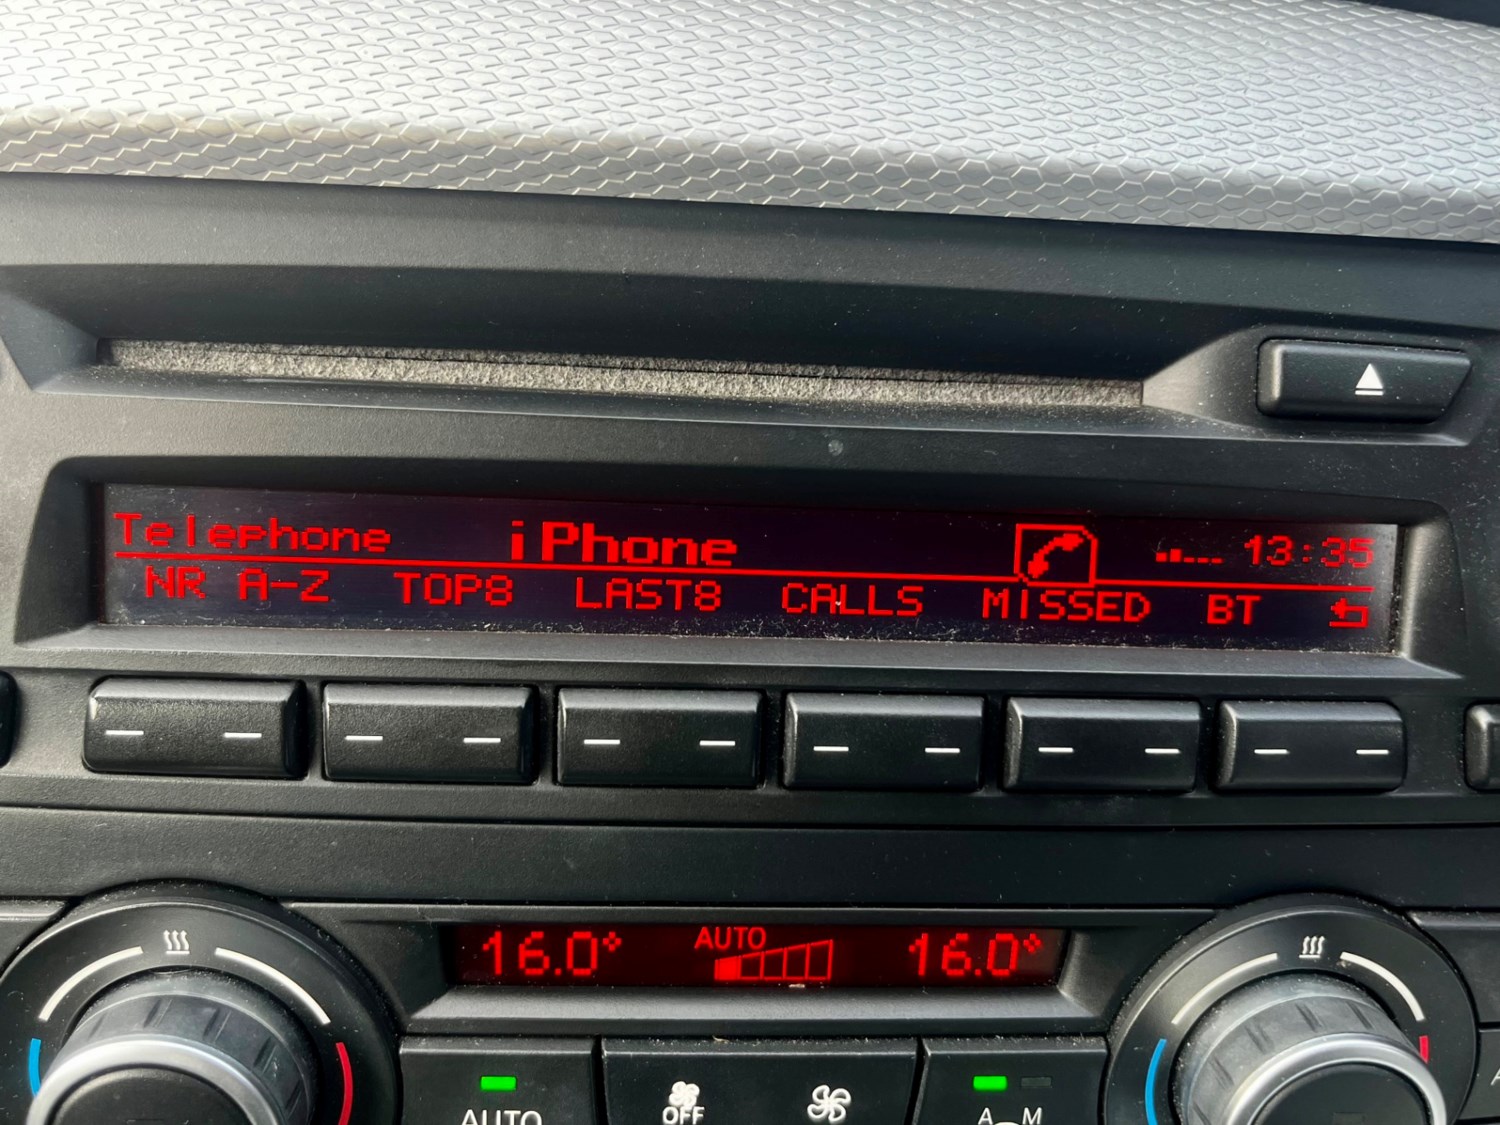 Telephone iPhone 13:35
NR A-Z TOP8 LAST8 CALLS MISSED BT
16.0° AUTO 16.0°
AUTO OFF A M